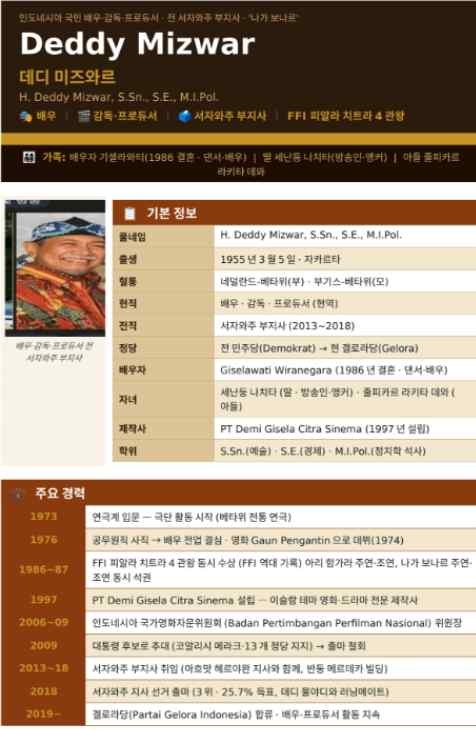 인도네시아 국민 배우·감독·프로듀서 · 전 서자와주 부지사 · '나가 보나르'
Deddy Mizwar
데디 미즈와르
H. Deddy Mizwar, S.Sn., S.E., M.I.Pol.
🎭 배우 | 🎬 감독·프로듀서 | 🗳️ 서자와주 부지사 | FFI 피알라 치트라 4관왕
👨‍👩‍👧‍👦 가족: 배우자 기셀라와티(1986 결혼 · 댄서·배우) | 딸 세난둥 나치타(방송인·앵커) | 아들 줄피카르
라키타 데와
배우·감독·프로듀서 전
서자와주 부지사
📋 기본 정보
풀네임 H. Deddy Mizwar, S.Sn., S.E., M.I.Pol.
출생 1955년 3월 5일 · 자카르타
혈통 네덜란드-베타위(부) · 부기스-베타위(모)
현직 배우 · 감독 · 프로듀서 (현역)
전직 서자와주 부지사 (2013~2018)
정당 전 민주당(Demokrat) → 현 겔로라당(Gelora)
배우자 Giselawati Wiranegara (1986년 결혼 · 댄서·배우)
자녀 세난둥 나치타 (딸 · 방송인·앵커) · 줄피카르 라키타 데와 (
아들)
제작사 PT Demi Gisela Citra Sinema (1997년 설립)
학위 S.Sn.(예술) · S.E.(경제) · M.I.Pol.(정치학 석사)
주요 경력
1973 연극계 입문 — 극단 활동 시작 (베타위 전통 연극)
1976 공무원직 사직 → 배우 전업 결심 · 영화 Gaun Pengantin으로 데뷔(1974)
1986~87 FFI 피알라 치트라 4관왕 동시 수상 (FFI 역대 기록) 아리 항가라 주연·조연, 나가 보나르 주연·
조연 동시 석권
1997 PT Demi Gisela Citra Sinema 설립 — 이슬람 테마 영화·드라마 전문 제작사
2006~09 인도네시아 국가영화자문위원회 (Badan Pertimbangan Perfilman Nasional) 위원장
2009 대통령 후보로 추대 (코알리시 메라크·13개 정당 지지) → 출마 철회
2013~18 서자와주 부지사 취임 (아흐맛 헤르야완 지사와 함께, 반둥 메르데카 빌딩)
2018 서자와주 지사 선거 출마 (3위 · 25.7% 득표, 데디 물야디와 러닝메이트)
2019~ 겔로라당(Partai Gelora Indonesia) 합류 · 배우·프로듀서 활동 지속